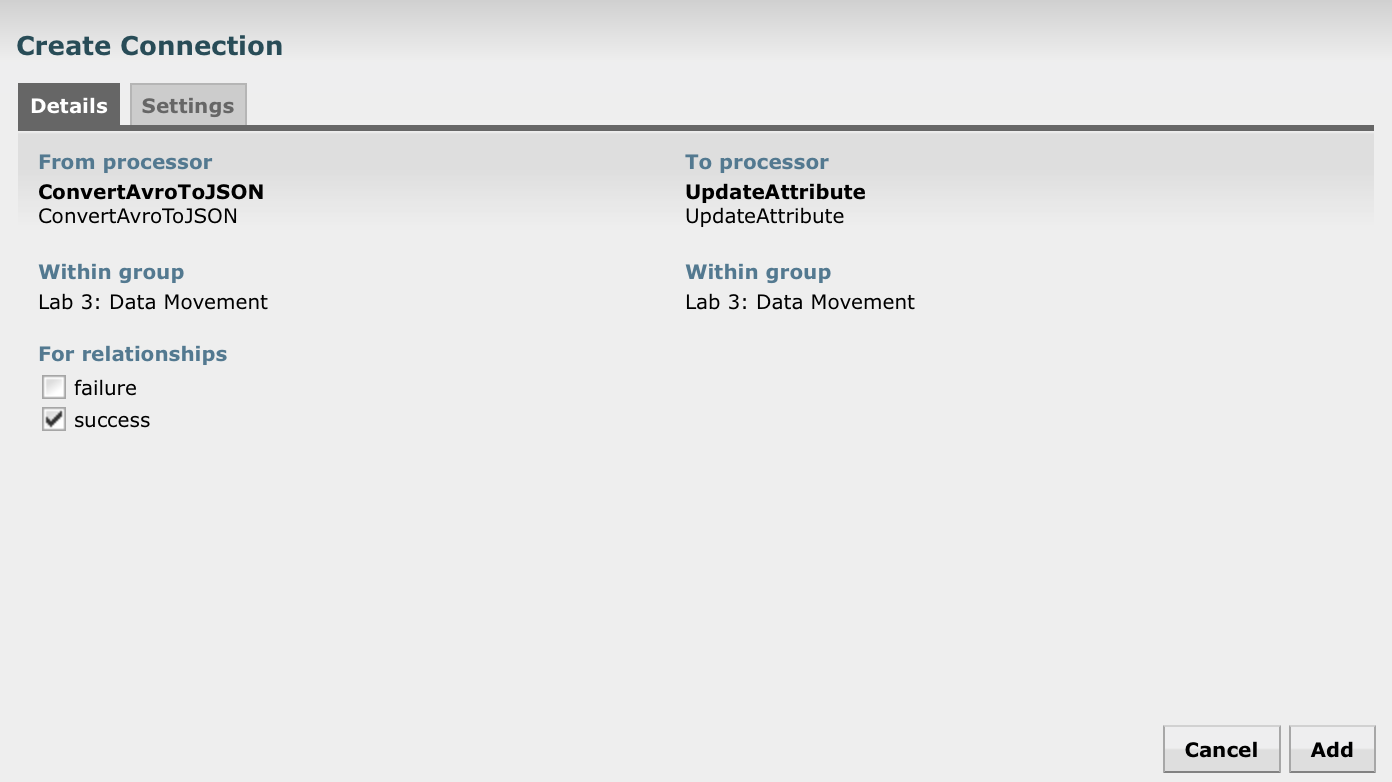 Create Connection
Details
Settings
From processor
ConvertAvroToJSON
ConvertAvroToJSON
To processor
UpdateAttribute
UpdateAttribute
Within group
Lab 3: Data Movement
Within group
Lab 3: Data Movement
For relationships
failure
success
Cancel
Add